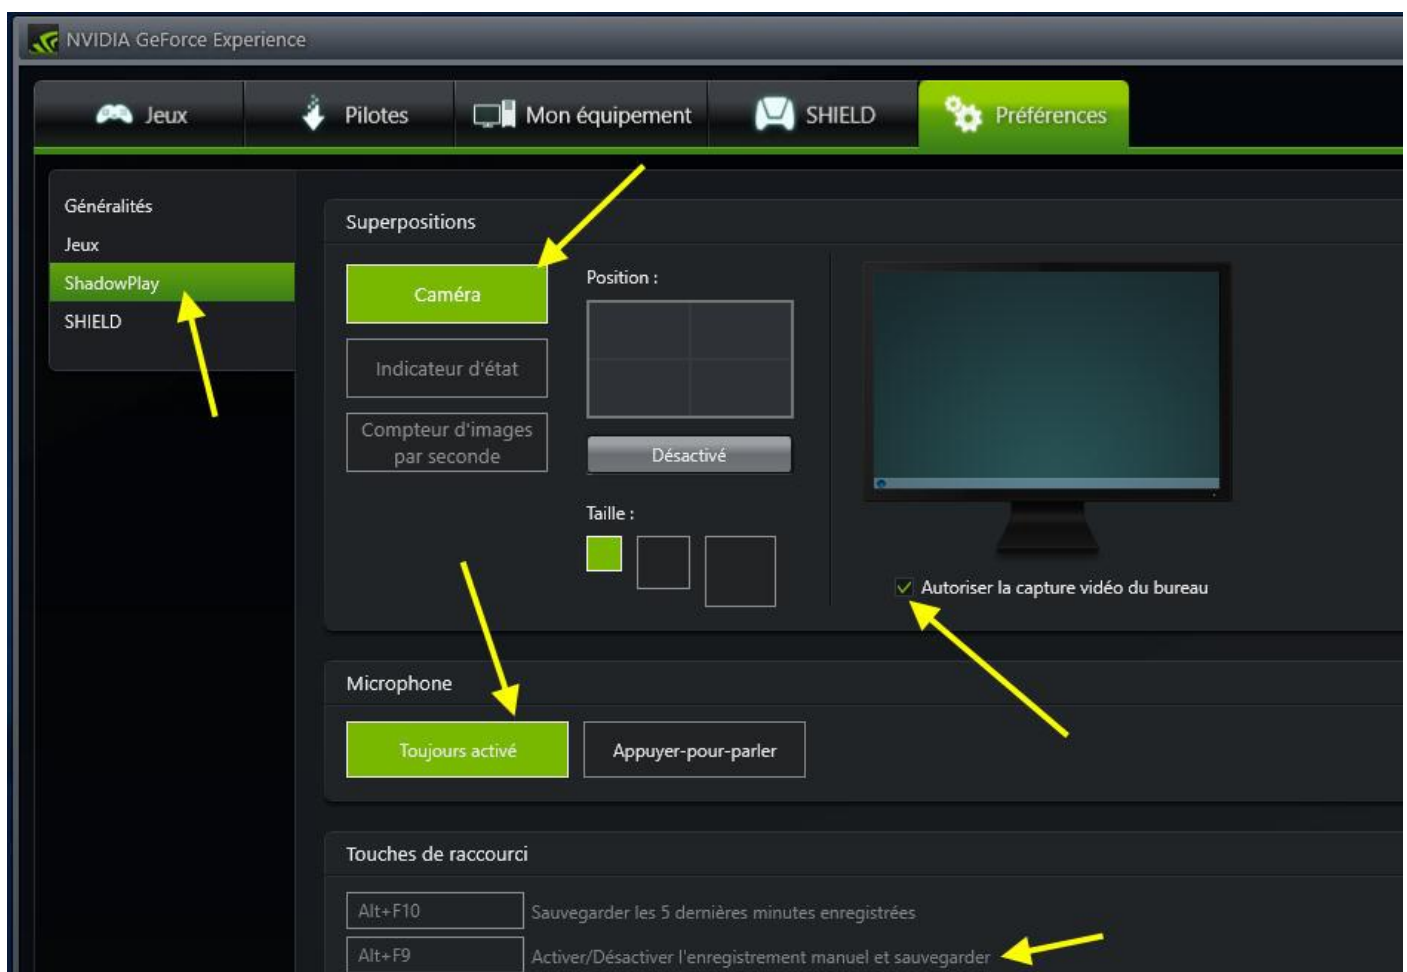 NVIDIA GeForce Experience
Jeux
Pilotes
Mon équipement
SHIELD
Préférences
Généralités
Jeux
ShadowPlay
SHIELD
Superpositions
Caméra
Indicateur d'état
Compteur d'images
par seconde
Position :
Désactivé
Taille :
Autoriser la capture vidéo du bureau
Microphone
Toujours activé
Appuyer-pour-parler
Touches de raccourci
Alt+F10
Sauvegarder les 5 dernières minutes enregistrées
Alt+F9
Activer/Désactiver l'enregistrement manuel et sauvegarder